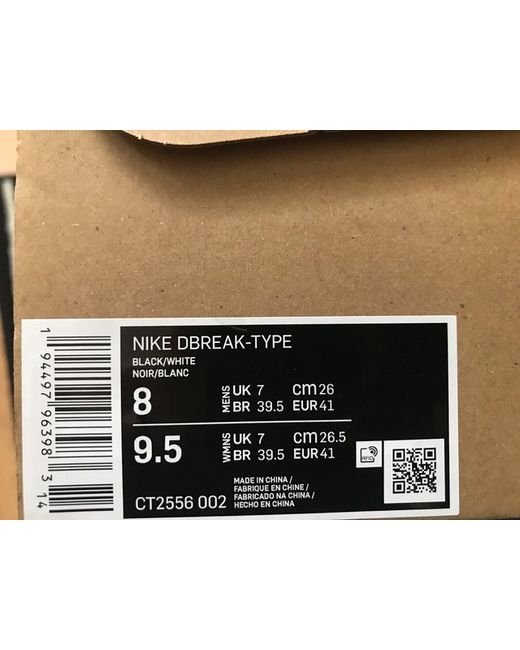 NIKE DBREAK-TYPE
BLACK/WHITE
NOIR/BLANC
8 MENS UK 7 cm 26
BR 39.5 EUR 41
9.5 WMNS UK 7 cm 26.5
BR 39.5 EUR 41
RFID
MADE IN CHINA /
FABRIQUE EN CHINE /
FABRICADO NA CHINA /
HECHO EN CHINA
CT2556 002
1 94497 96398 3 14